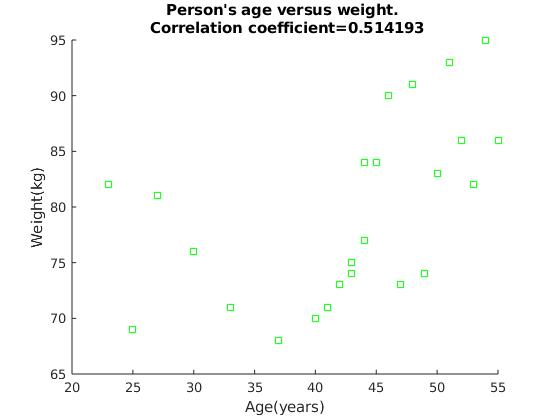 Person's age versus weight.
Correlation coefficient=0.514193
95
90
85
80
75
70
65
Weight(kg)
20 25 30 35 40 45 50 55
Age(years)